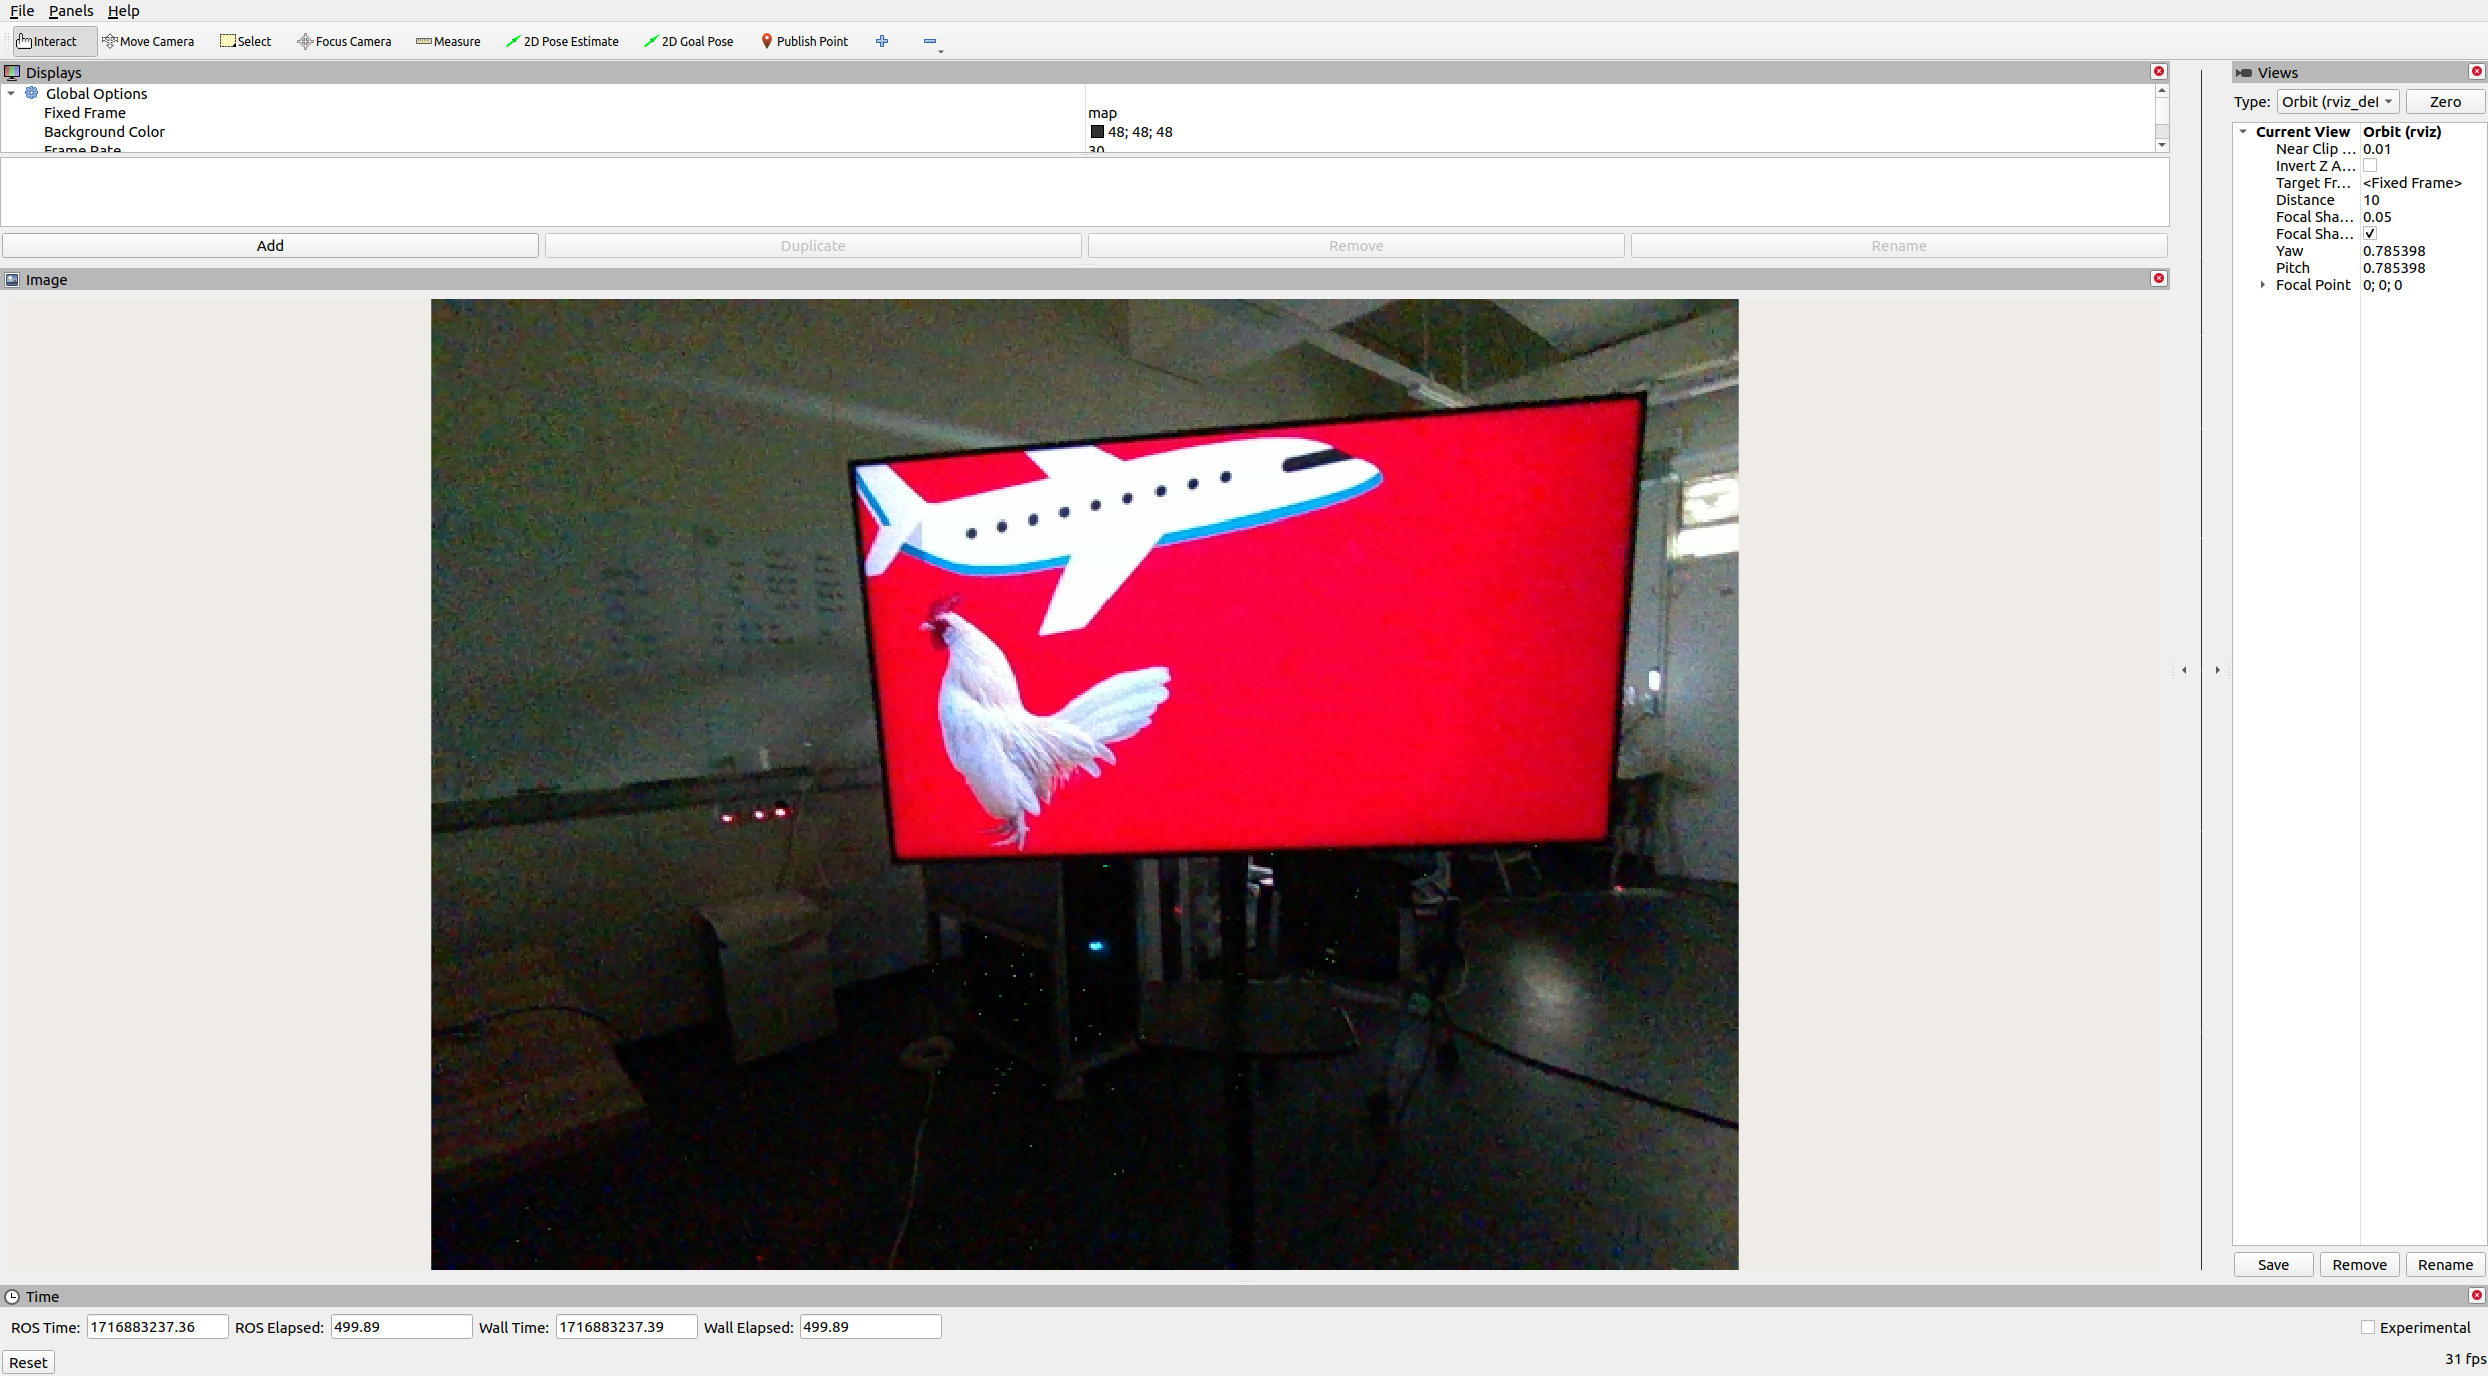 File Panels Help
Interact Move Camera Select Focus Camera Measure 2D Pose Estimate 2D Goal Pose Publish Point
Displays
Global Options
Fixed Frame map
Background Color 48; 48; 48
Frame Rate 30
Add Duplicate Remove Rename
Image
Views
Type: Orbit (rviz_def Zero
Current View Orbit (rviz)
Near Clip ... 0.01
Invert Z A...
Target Fr... <Fixed Frame>
Distance 10
Focal Sha... 0.05
Focal Sha...
Yaw 0.785398
Pitch 0.785398
Focal Point 0; 0; 0
Save Remove Rename
Time
ROS Time: 1716883237.36 ROS Elapsed: 499.89 Wall Time: 1716883237.39 Wall Elapsed: 499.89 Experimental
Reset 31 fps